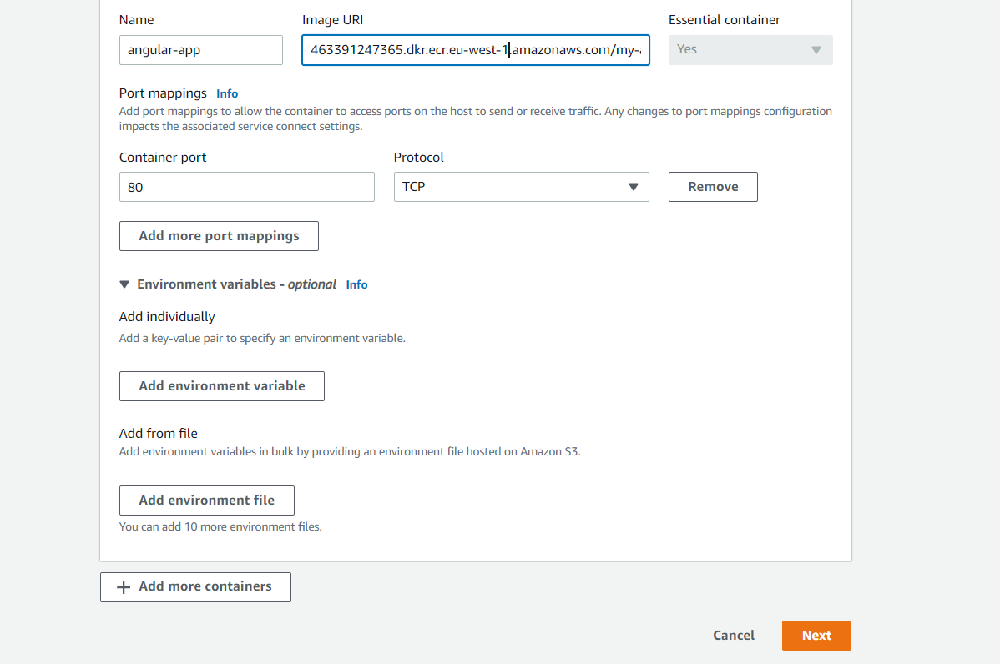 Name Image URI Essential container
angular-app 463391247365.dkr.ecr.eu-west-1.amazonaws.com/my- Yes
Port mappings Info
Add port mappings to allow the container to access ports on the host to send or receive traffic. Any changes to port mappings configuration
impacts the associated service connect settings.
Container port Protocol
80 TCP Remove
Add more port mappings
Environment variables - optional Info
Add individually
Add a key-value pair to specify an environment variable.
Add environment variable
Add from file
Add environment variables in bulk by providing an environment file hosted on Amazon S3.
Add environment file
You can add 10 more environment files.
Add more containers
Cancel Next